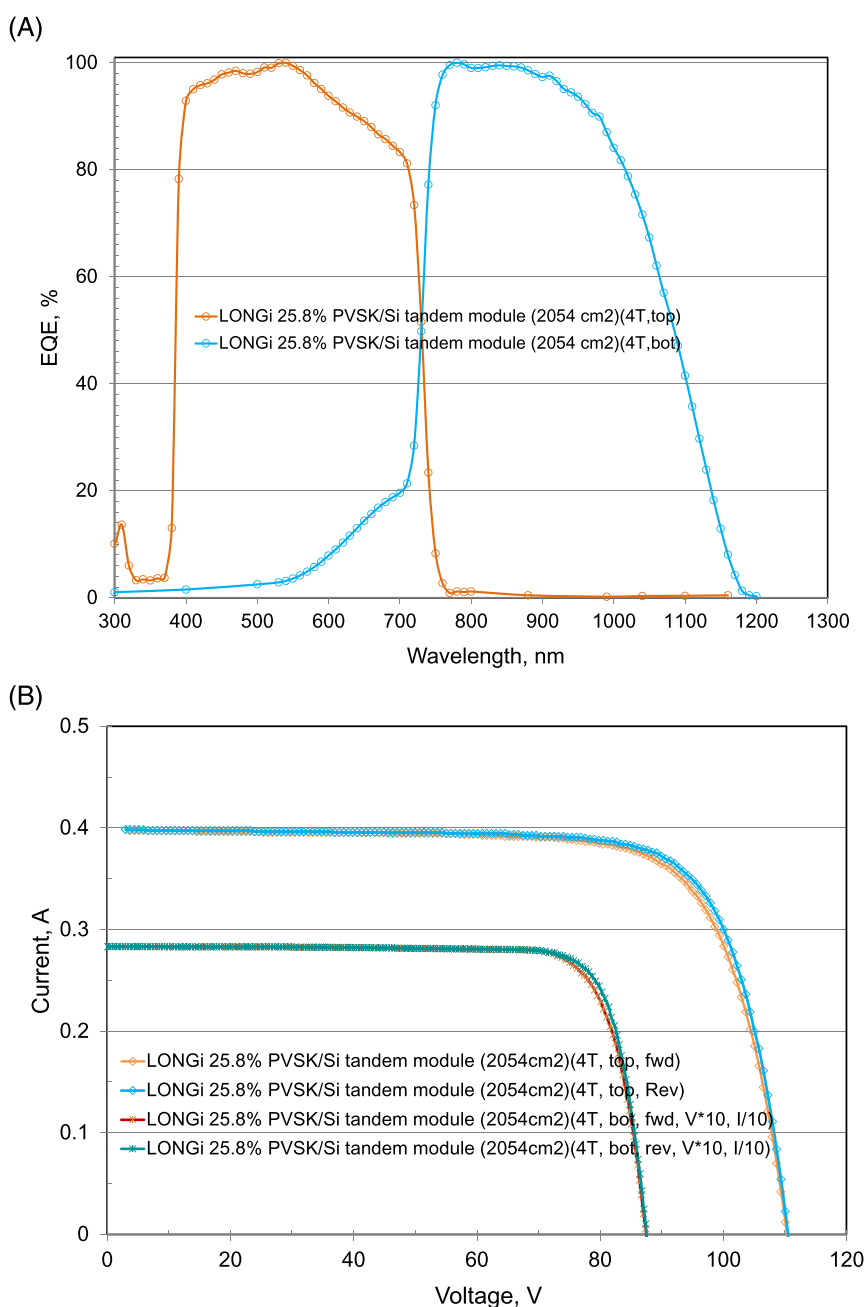 (A)
100
80
60
40
20
0
EQE, %
LONGi 25.8% PVSK/Si tandem module (2054 cm2)(4T,top)
LONGi 25.8% PVSK/Si tandem module (2054 cm2)(4T,bot)
300 400 500 600 700 800 900 1000 1100 1200 1300
Wavelength, nm
(B)
0.5
0.4
0.3
0.2
0.1
0
Current, A
LONGi 25.8% PVSK/Si tandem module (2054cm2)(4T, top, fwd)
LONGi 25.8% PVSK/Si tandem module (2054cm2)(4T, top, Rev)
LONGi 25.8% PVSK/Si tandem module (2054cm2)(4T, bot, fwd, V*10, I/10)
LONGi 25.8% PVSK/Si tandem module (2054cm2)(4T, bot, rev, V*10, I/10)
0 20 40 60 80 100 120
Voltage, V